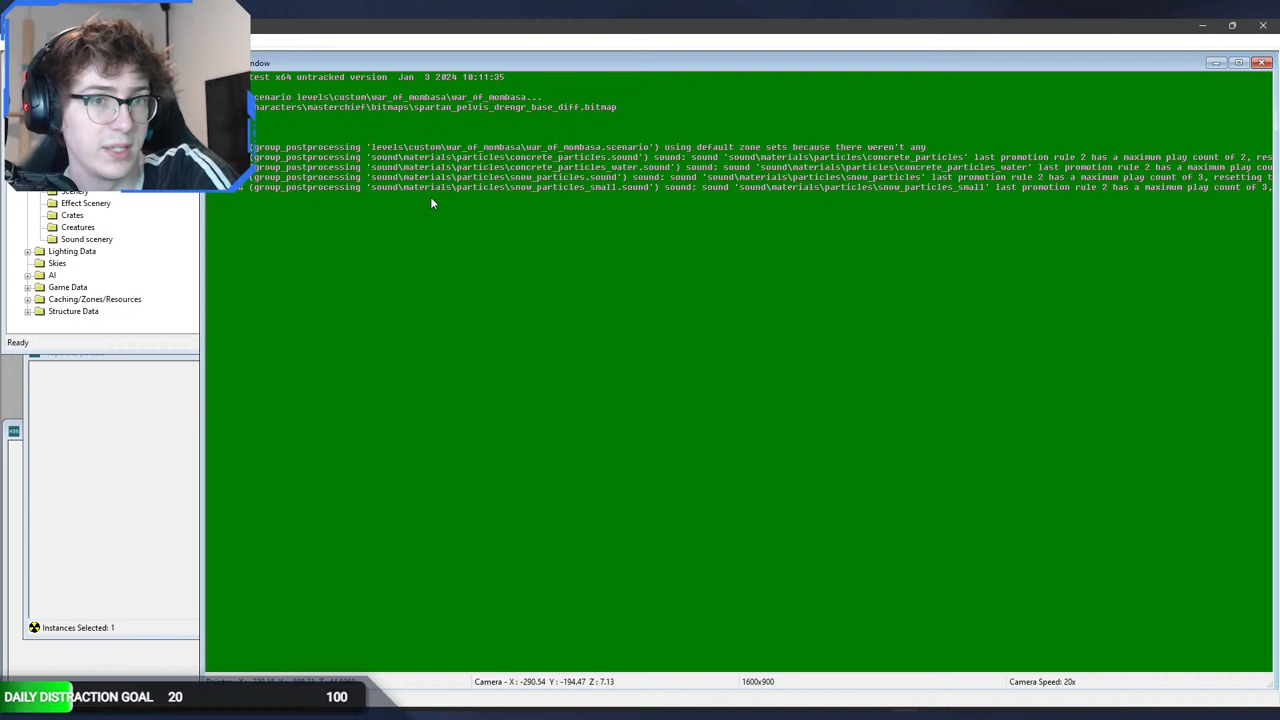 ndow
test x64 untracked version Jan 3 2024 10:11:35
cenario levels\custom\war_of_mombasa\war_of_mombasa...
haracters\masterchief\bitmaps\spartan_pelvis_drengr_base_diff.bitmap
(group_postprocessing 'levels\custom\war_of_mombasa\war_of_mombasa.scenario') using default zone sets because there weren't any
(group_postprocessing 'sound\materials\particles\concrete_particles.sound') sound: sound 'sound\materials\particles\concrete_particles' last promotion rule 2 has a maximum play count of 2, res
(group_postprocessing 'sound\materials\particles\concrete_particles_water.sound') sound: sound 'sound\materials\particles\concrete_particles_water' last promotion rule 2 has a maximum play cou
(group_postprocessing 'sound\materials\particles\snow_particles.sound') sound: sound 'sound\materials\particles\snow_particles' last promotion rule 2 has a maximum play count of 3, resetting t
(group_postprocessing 'sound\materials\particles\snow_particles_small.sound') sound: sound 'sound\materials\particles\snow_particles_small' last promotion rule 2 has a maximum play count of 3,
Scenery
Effect Scenery
Crates
Creatures
Sound scenery
Lighting Data
Skies
AI
Game Data
Caching/Zones/Resources
Structure Data
Ready
Instances Selected: 1
Camera - X : -290.54 Y : -194.47 Z : 7.13
1600x900
Camera Speed: 20x
DAILY DISTRACTION GOAL 20 100